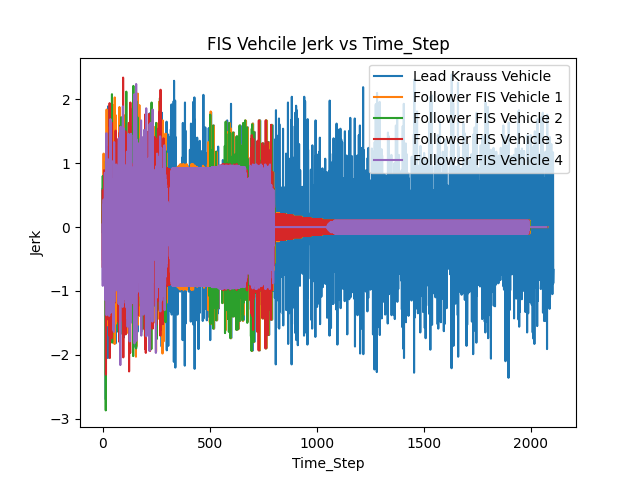 FIS Vehcile Jerk vs Time_Step
Lead Krauss Vehicle
Follower FIS Vehicle 1
Follower FIS Vehicle 2
Follower FIS Vehicle 3
Follower FIS Vehicle 4
Jerk
2
1
0
−1
−2
−3
0 500 1000 1500 2000
Time_Step